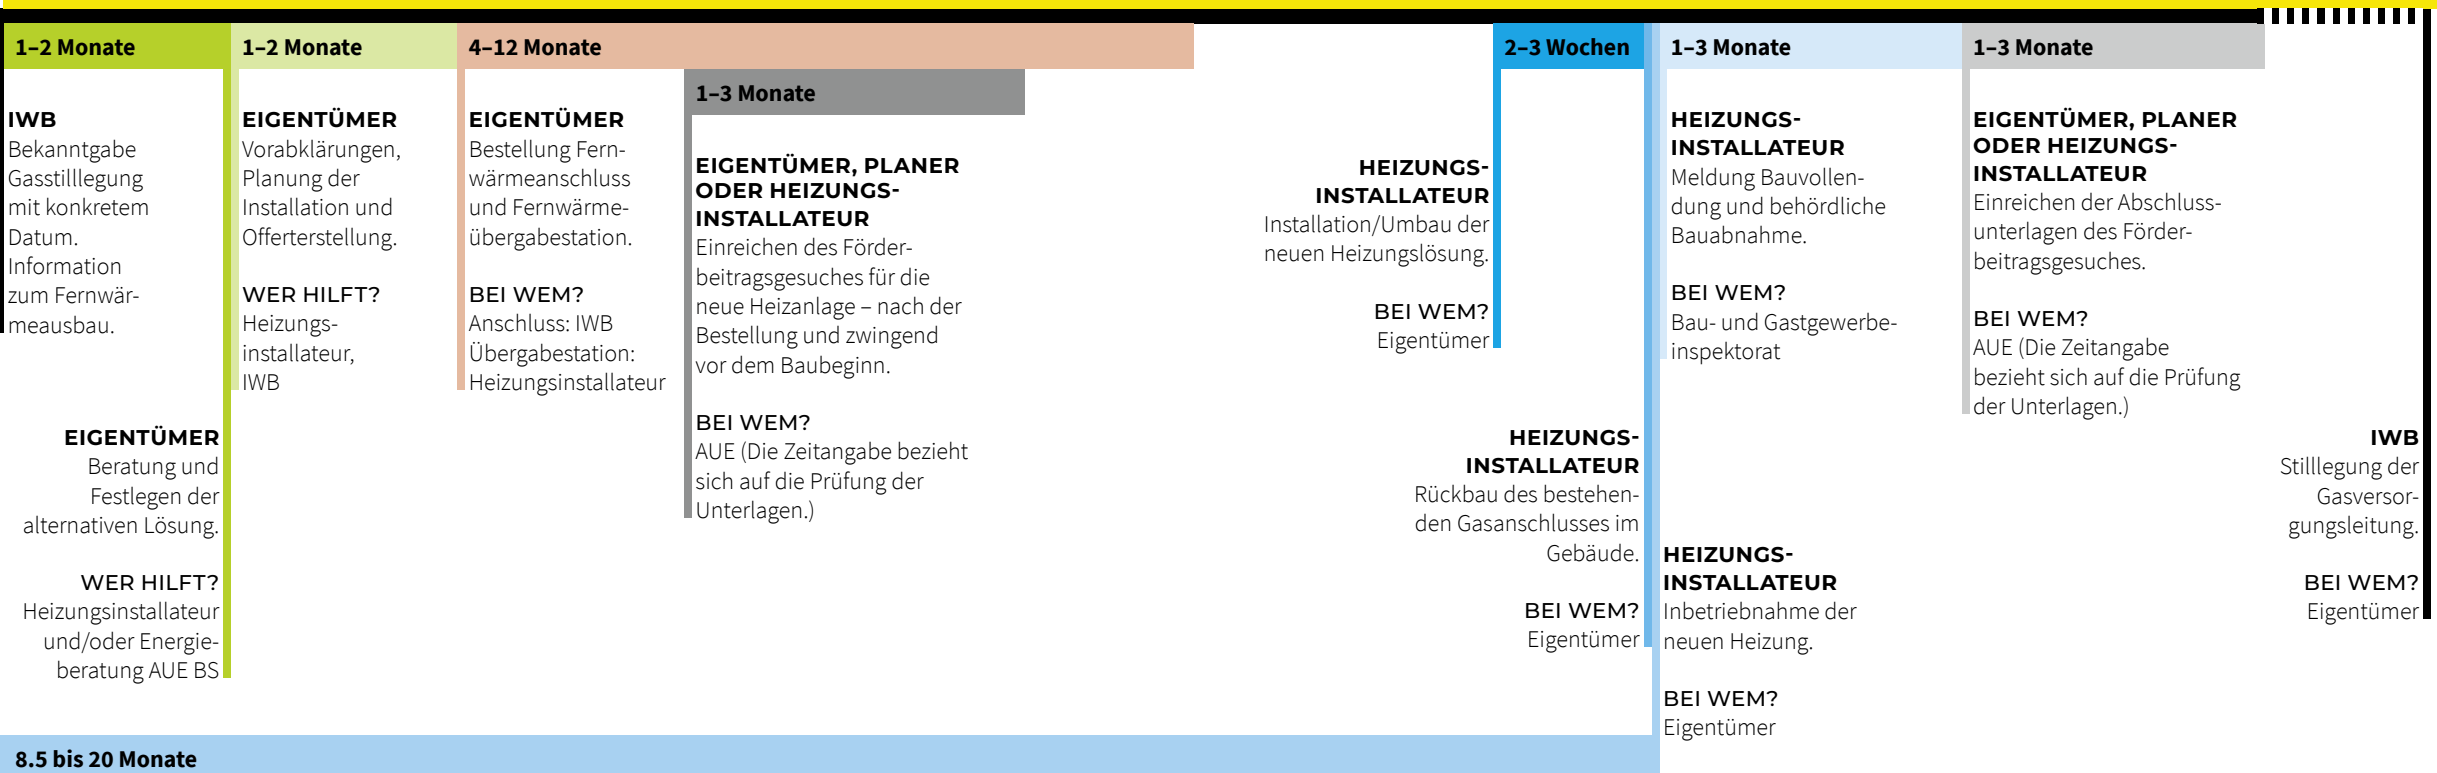 1–2 Monate
IWB
Bekanntgabe
Gasstilllegung
mit konkretem
Datum.
Information
zum Fernwär-
meausbau.
EIGENTÜMER
Beratung und
Festlegen der
alternativen Lösung.
WER HILFT?
Heizungsinstallateur
und/oder Energie-
beratung AUE BS
1–2 Monate
EIGENTÜMER
Vorabklärungen,
Planung der
Installation und
Offerterstellung.
WER HILFT?
Heizungs-
installateur,
IWB
4–12 Monate
EIGENTÜMER
Bestellung Fern-
wärmeanschluss
und Fernwärme-
übergabestation.
BEI WEM?
Anschluss: IWB
Übergabestation:
Heizungsinstallateur
1–3 Monate
EIGENTÜMER, PLANER
ODER HEIZUNGS-
INSTALLATEUR
Einreichen des Förder-
beitragsgesuches für die
neue Heizanlage – nach der
Bestellung und zwingend
vor dem Baubeginn.
BEI WEM?
AUE (Die Zeitangabe bezieht
sich auf die Prüfung der
Unterlagen.)
2–3 Wochen
HEIZUNGS-
INSTALLATEUR
Installation/Umbau der
neuen Heizungslösung.
BEI WEM?
Eigentümer
HEIZUNGS-
INSTALLATEUR
Rückbau des bestehen-
den Gasanschlusses im
Gebäude.
BEI WEM?
Eigentümer
1–3 Monate
HEIZUNGS-
INSTALLATEUR
Meldung Bauvollen-
dung und behördliche
Bauabnahme.
BEI WEM?
Bau- und Gastgewerbe-
inspektorat
HEIZUNGS-
INSTALLATEUR
Inbetriebnahme der
neuen Heizung.
BEI WEM?
Eigentümer
1–3 Monate
EIGENTÜMER, PLANER
ODER HEIZUNGS-
INSTALLATEUR
Einreichen der Abschluss-
unterlagen des Förder-
beitragsgesuches.
BEI WEM?
AUE (Die Zeitangabe
bezieht sich auf die Prüfung
der Unterlagen.)
IWB
Stilllegung der
Gasversor-
gungsleitung.
BEI WEM?
Eigentümer
8.5 bis 20 Monate